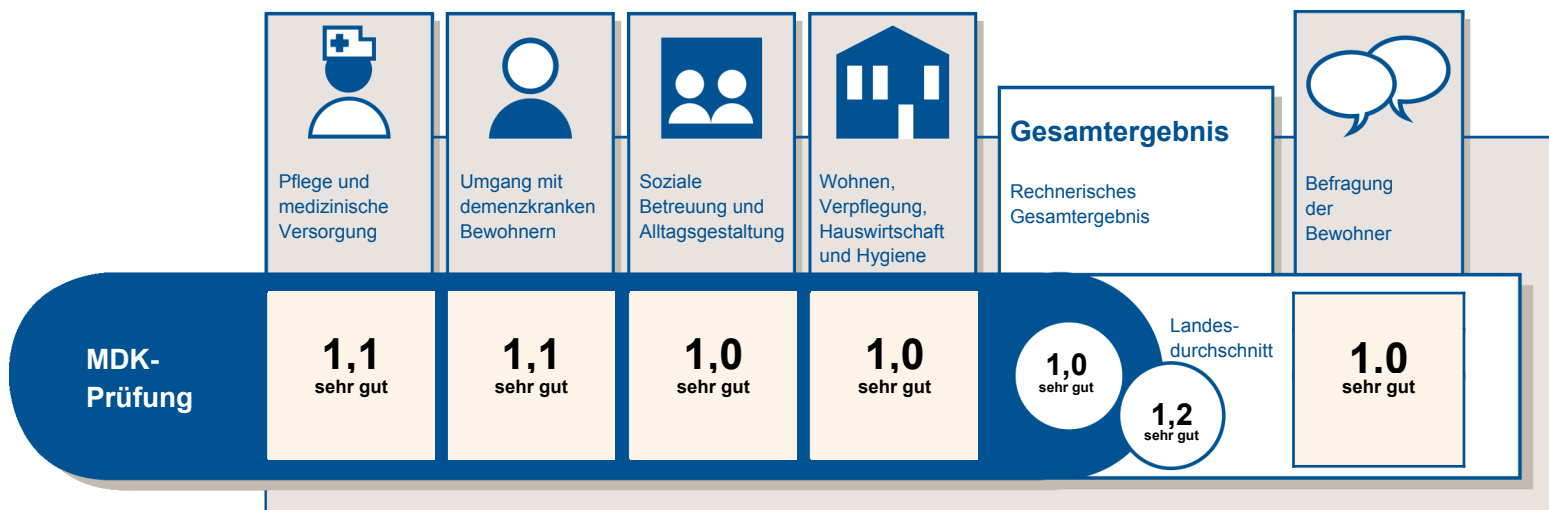 Pflege und
medizinische
Versorgung
Umgang mit
demenzkranken
Bewohnern
Soziale
Betreuung und
Alltagsgestaltung
Wohnen,
Verpflegung,
Hauswirtschaft
und Hygiene
Gesamtergebnis
Rechnerisches
Gesamtergebnis
Befragung
der
Bewohner
MDK-
Prüfung
1,1
sehr gut
1,1
sehr gut
1,0
sehr gut
1,0
sehr gut
1,0
sehr gut
Landes-
durchschnitt
1,2
sehr gut
1.0
sehr gut